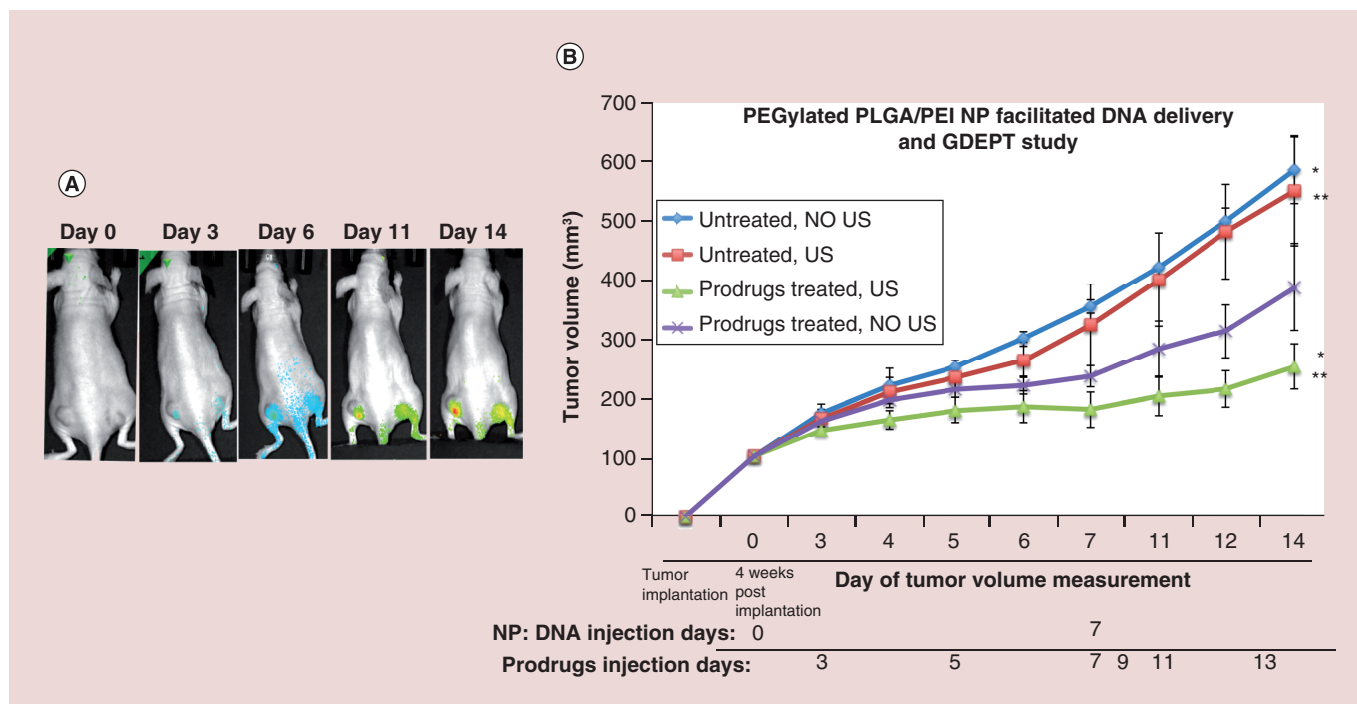 A
Day 0 Day 3 Day 6 Day 11 Day 14
B
PEGylated PLGA/PEI NP facilitated DNA delivery
and GDEPT study
700
600
500
400
300
200
100
0
Tumor volume (mm³)
Untreated, NO US
Untreated, US
Prodrugs treated, US
Prodrugs treated, NO US
*
**
*
**
0 3 4 5 6 7 11 12 14
Tumor
implantation
4 weeks
post
implantation
Day of tumor volume measurement
NP: DNA injection days: 0 7
Prodrugs injection days: 3 5 7 9 11 13